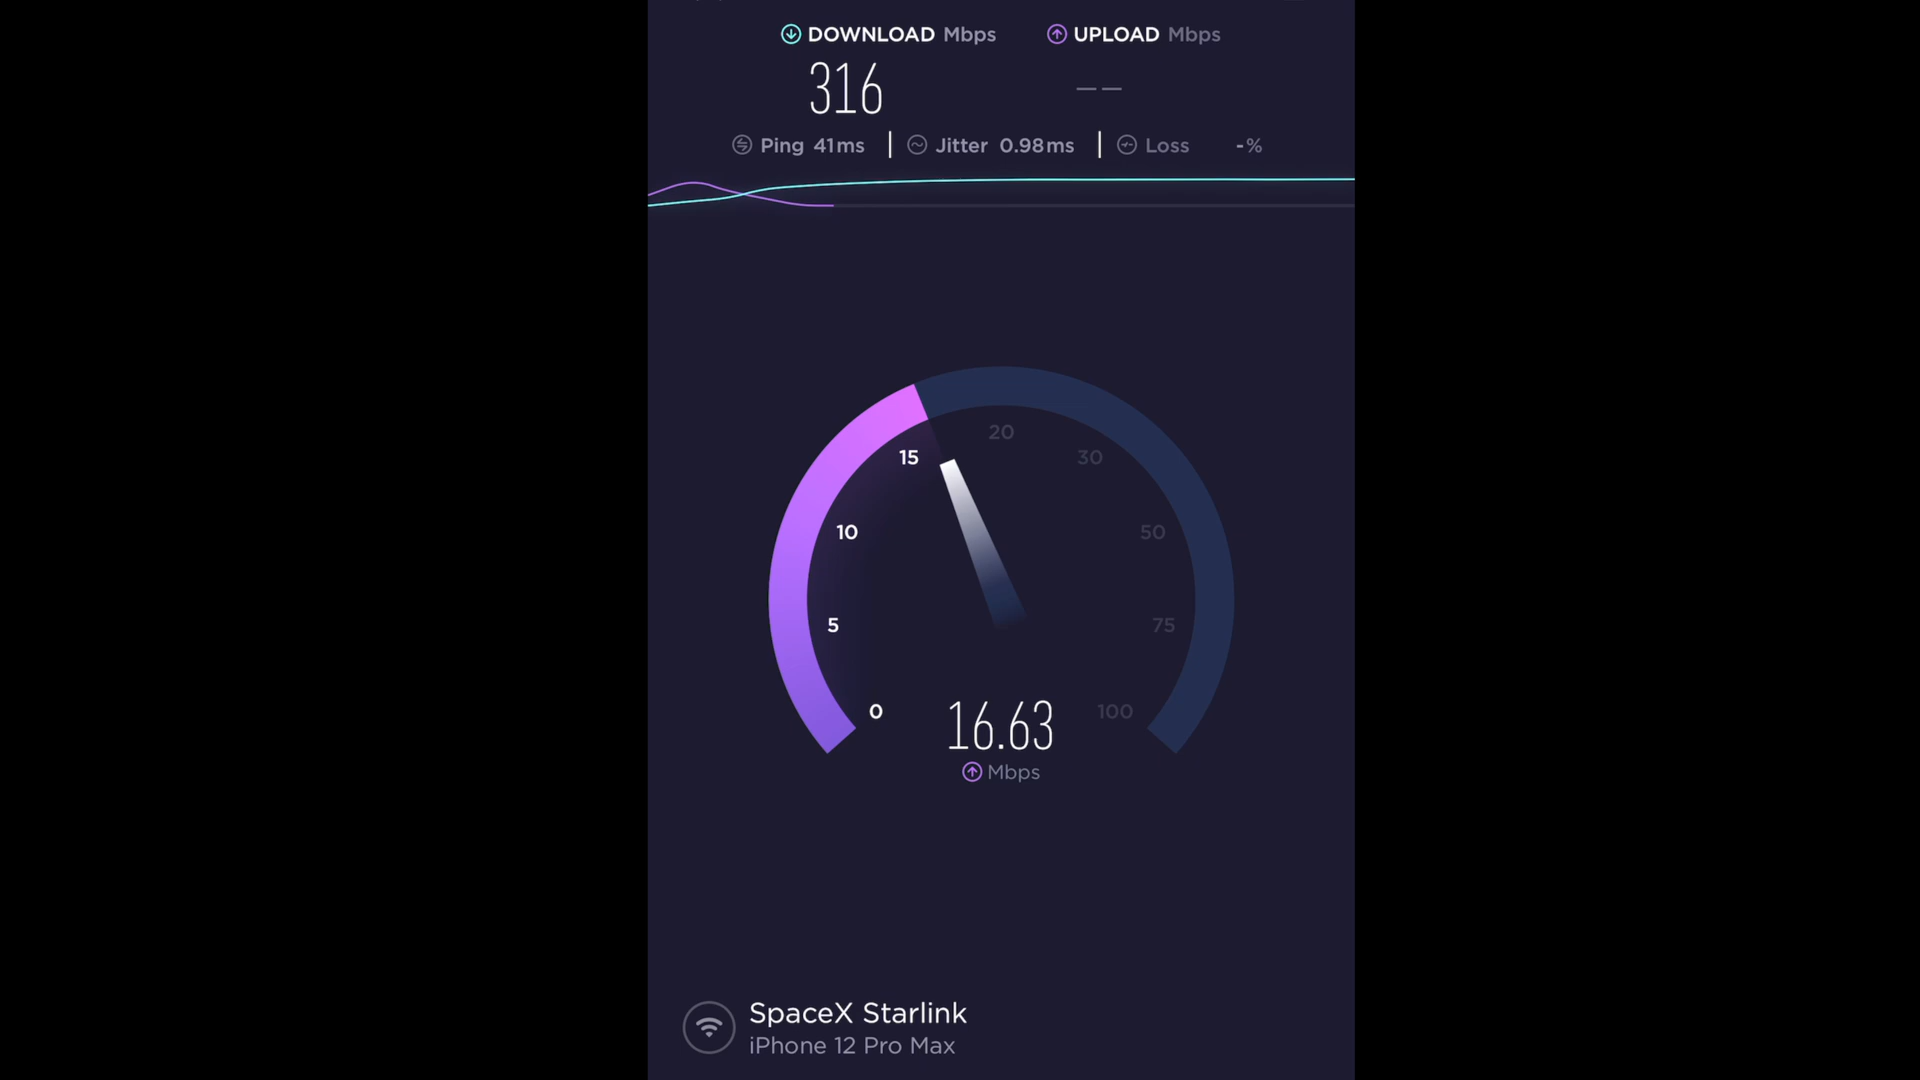 DOWNLOAD Mbps UPLOAD Mbps
316 — —
Ping 41ms Jitter 0.98ms Loss -%
20
15 30
10 50
5 75
0 100
16.63
Mbps
SpaceX Starlink
iPhone 12 Pro Max